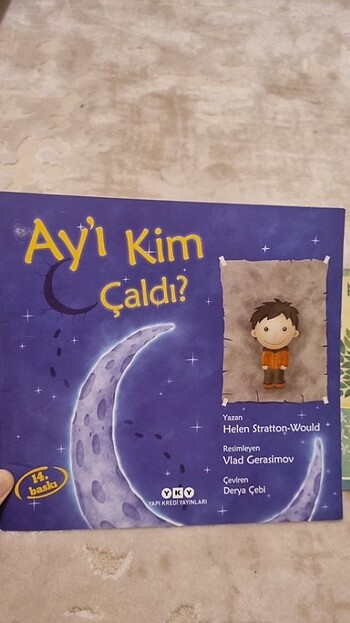 Ay'ı Kim
Çaldı?
Yazan
Helen Stratton-Would
Resimleyen
Vlad Gerasimov
Çeviren
Derya Çebi
14.
baskı
YKY
YAPI KREDİ YAYINLARI